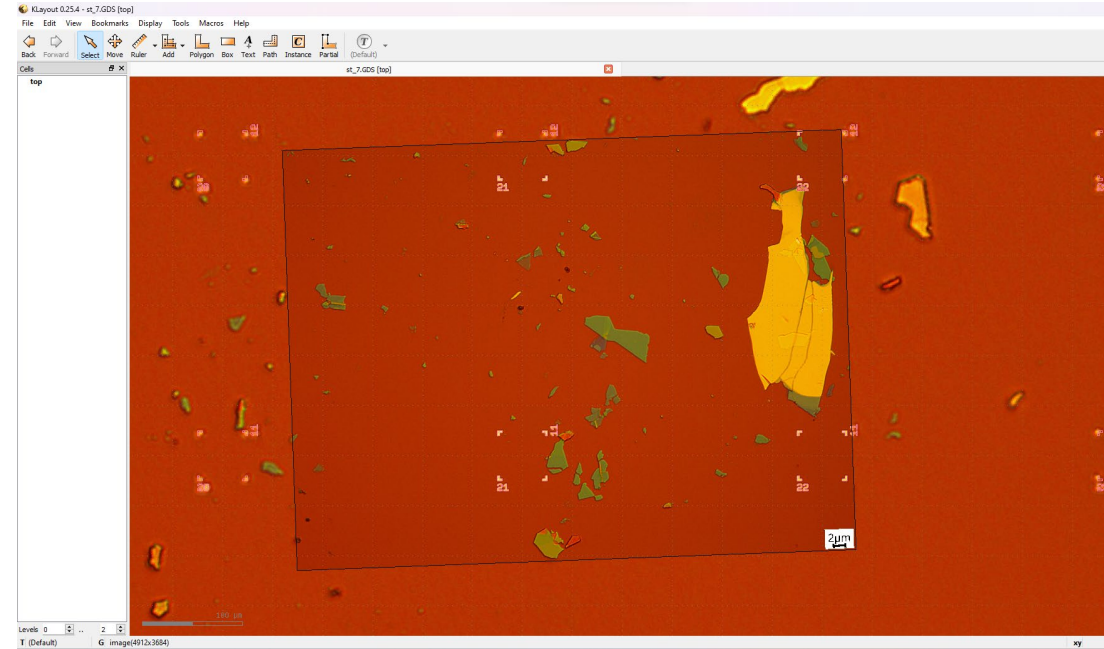 KLayout 0.25.4 - st_7.GDS [top]
File Edit View Bookmarks Display Tools Macros Help
Back Forward Select Move Ruler Add Polygon Box Text Path Instance Partial (Default)
Cells
st_7.GDS [top]
top
21
22
21
22
2μm
Levels 0 .. 2
T (Default) G image(4912x3684) xy